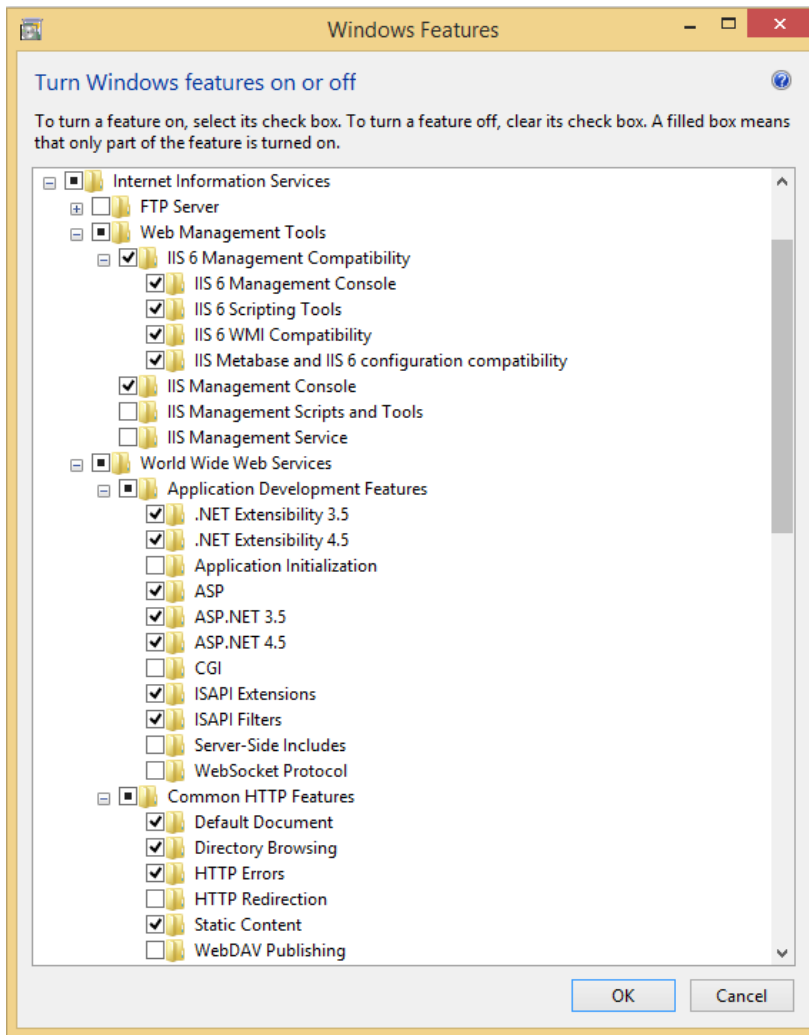 Windows Features
Turn Windows features on or off
To turn a feature on, select its check box. To turn a feature off, clear its check box. A filled box means
that only part of the feature is turned on.
Internet Information Services
FTP Server
Web Management Tools
IIS 6 Management Compatibility
IIS 6 Management Console
IIS 6 Scripting Tools
IIS 6 WMI Compatibility
IIS Metabase and IIS 6 configuration compatibility
IIS Management Console
IIS Management Scripts and Tools
IIS Management Service
World Wide Web Services
Application Development Features
.NET Extensibility 3.5
.NET Extensibility 4.5
Application Initialization
ASP
ASP.NET 3.5
ASP.NET 4.5
CGI
ISAPI Extensions
ISAPI Filters
Server-Side Includes
WebSocket Protocol
Common HTTP Features
Default Document
Directory Browsing
HTTP Errors
HTTP Redirection
Static Content
WebDAV Publishing
OK Cancel